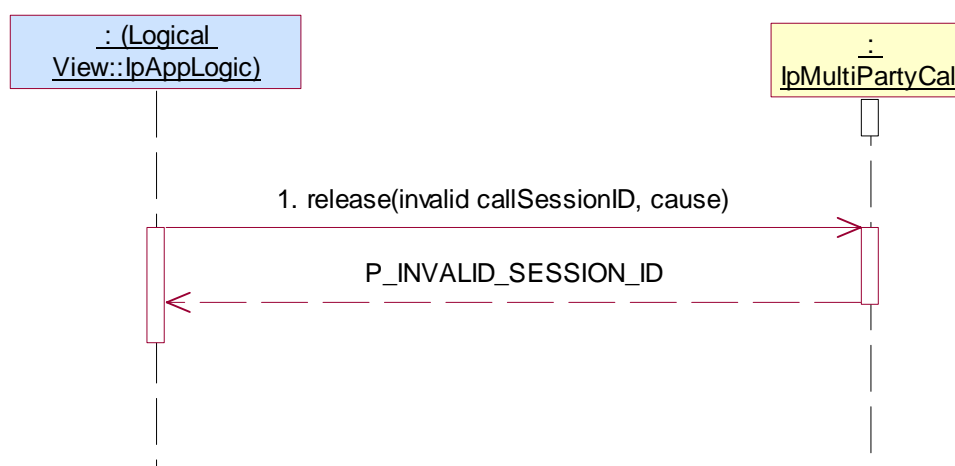 : (Logical
View::IpAppLogic)
:
IpMultiPartyCal
1. release(invalid callSessionID, cause)
P_INVALID_SESSION_ID